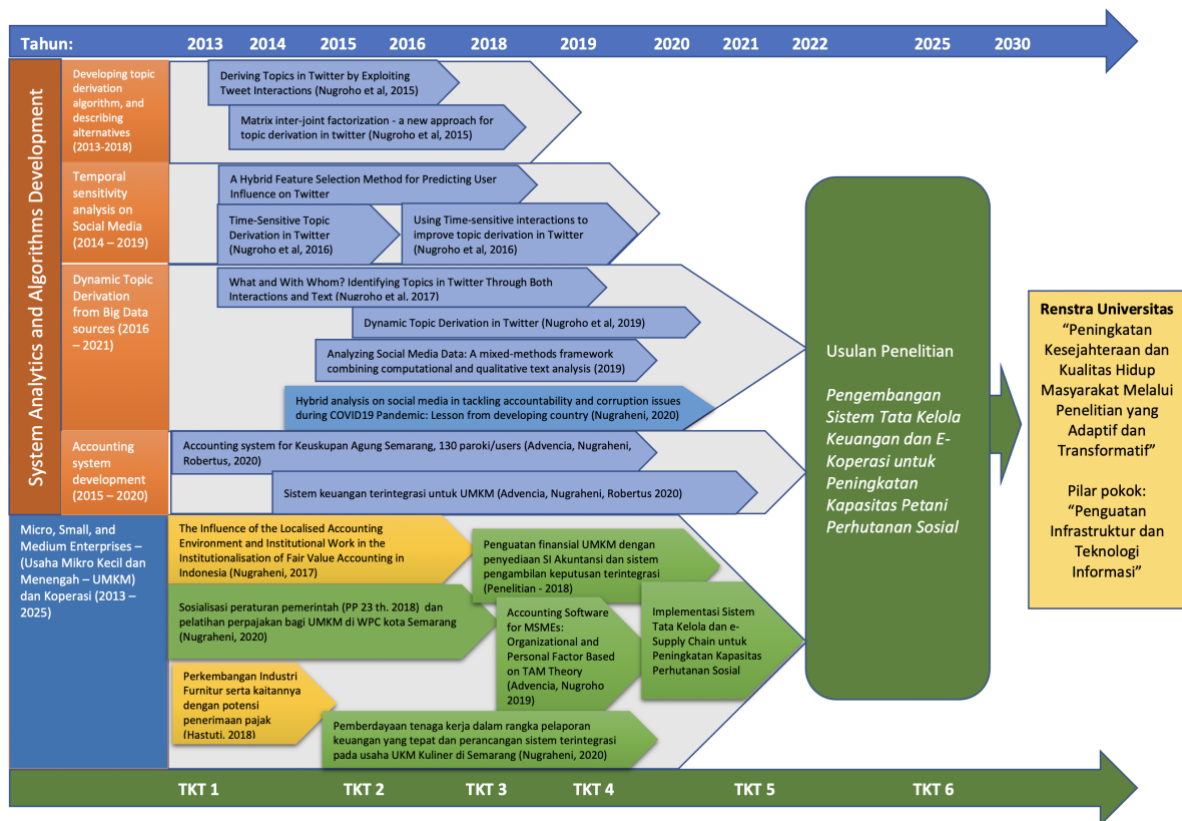 Tahun:
2013
2014
2015
2016
2018
2019
2020
2021
2022
2025
2030
System Analytics and Algorithms Development
Developing topic
derivation
algorithm, and
describing
alternatives
(2013-2018)
Deriving Topics in Twitter by Exploiting
Tweet Interactions (Nugroho et al, 2015)
Matrix inter-joint factorization - a new approach for
topic derivation in twitter (Nugroho et al, 2015)
Temporal
sensitivity
analysis on
Social Media
(2014 – 2019)
A Hybrid Feature Selection Method for Predicting User
Influence on Twitter
Time-Sensitive Topic
Derivation in Twitter
(Nugroho et al, 2016)
Using Time-sensitive interactions to
improve topic derivation in Twitter
(Nugroho et al, 2016)
Dynamic Topic
Derivation
from Big Data
sources (2016
– 2021)
What and With Whom? Identifying Topics in Twitter Through Both
Interactions and Text (Nugroho et al. 2017)
Dynamic Topic Derivation in Twitter (Nugroho et al, 2019)
Analyzing Social Media Data: A mixed-methods framework
combining computational and qualitative text analysis (2019)
Hybrid analysis on social media in tackling accountability and corruption issues
during COVID19 Pandemic: Lesson from developing country (Nugraheni, 2020)
Accounting
system
development
(2015 – 2020)
Accounting system for Keuskupan Agung Semarang, 130 paroki/users (Advencia, Nugraheni,
Robertus, 2020)
Sistem keuangan terintegrasi untuk UMKM (Advencia, Nugraheni, Robertus 2020)
Micro, Small, and
Medium Enterprises –
(Usaha Mikro Kecil dan
Menengah – UMKM)
dan Koperasi (2013 –
2025)
The Influence of the Localised Accounting
Environment and Institutional Work in the
Institutionalisation of Fair Value Accounting in
Indonesia (Nugraheni, 2017)
Penguatan finansial UMKM dengan
penyediaan SI Akuntansi dan sistem
pengambilan keputusan terintegrasi
(Penelitian - 2018)
Sosialisasi peraturan pemerintah (PP 23 th. 2018) dan
pelatihan perpajakan bagi UMKM di WPC kota Semarang
(Nugraheni, 2020)
Accounting Software
for MSMEs:
Organizational and
Personal Factor Based
on TAM Theory
(Advencia, Nugroho
2019)
Implementasi Sistem
Tata Kelola dan e-
Supply Chain untuk
Peningkatan Kapasitas
Perhutanan Sosial
Perkembangan Industri
Furnitur serta kaitannya
dengan potensi
penerimaan pajak
(Hastuti. 2018)
Pemberdayaan tenaga kerja dalam rangka pelaporan
keuangan yang tepat dan perancangan sistem terintegrasi
pada usaha UKM Kuliner di Semarang (Nugraheni, 2020)
Usulan Penelitian
Pengembangan
Sistem Tata Kelola
Keuangan dan E-
Koperasi untuk
Peningkatan
Kapasitas Petani
Perhutanan Sosial
Renstra Universitas
“Peningkatan
Kesejahteraan dan
Kualitas Hidup
Masyarakat Melalui
Penelitian yang
Adaptif dan
Transformatif”
Pilar pokok:
“Penguatan
Infrastruktur dan
Teknologi
Informasi”
TKT 1
TKT 2
TKT 3
TKT 4
TKT 5
TKT 6